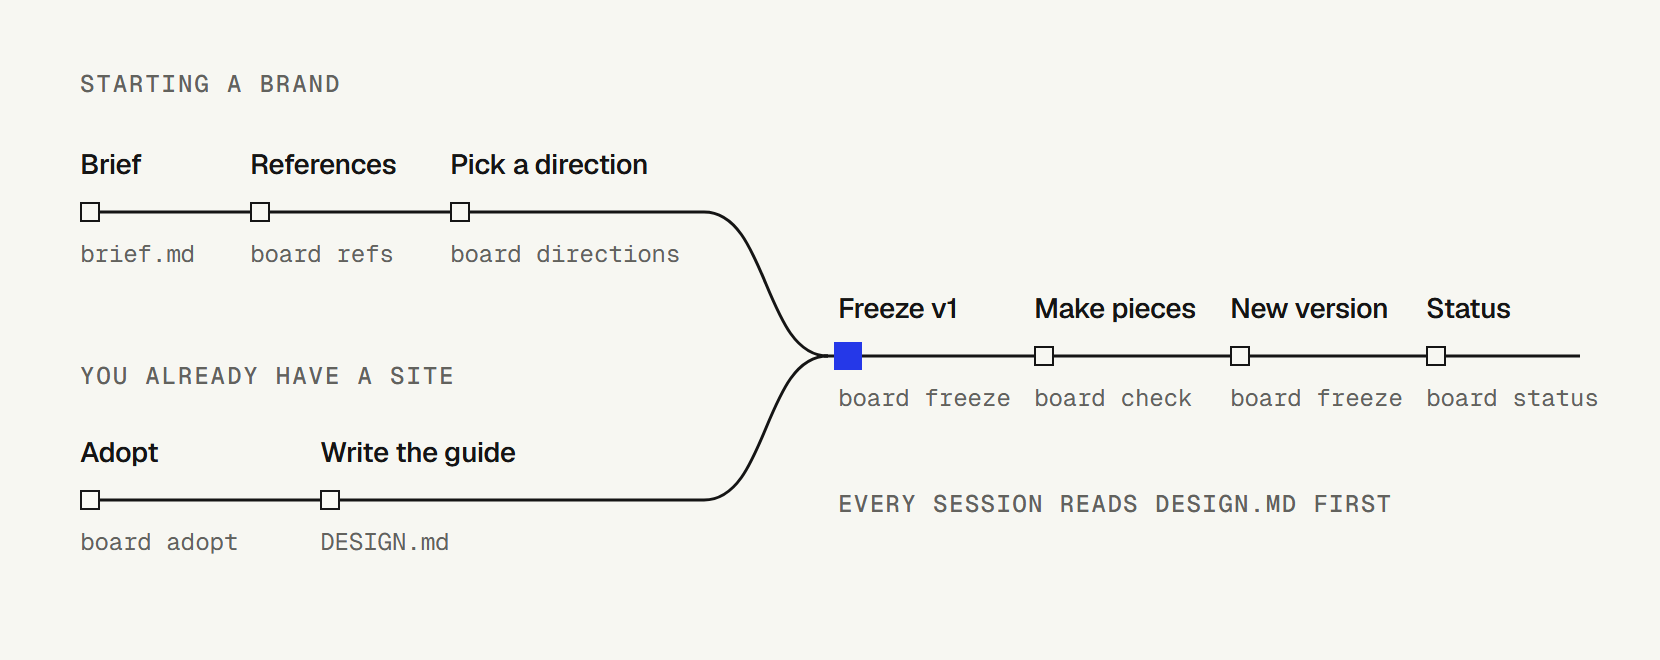 STARTING A BRAND
Brief
References
Pick a direction
brief.md
board refs
board directions
YOU ALREADY HAVE A SITE
Adopt
Write the guide
board adopt
DESIGN.md
Freeze v1
Make pieces
New version
Status
board freeze
board check
board freeze
board status
EVERY SESSION READS DESIGN.MD FIRST